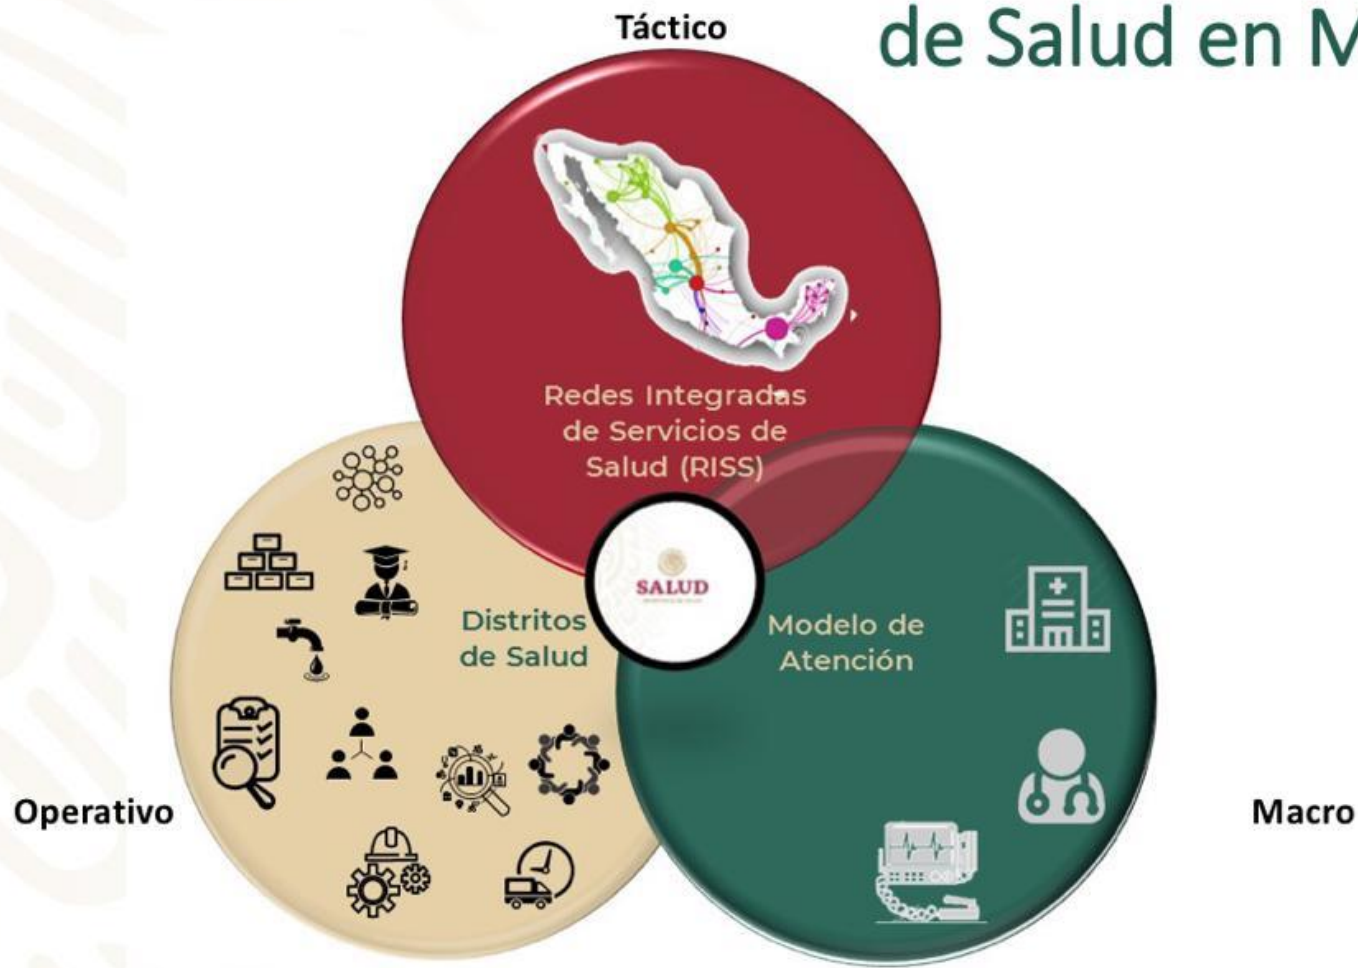 Táctico
de Salud en M
Redes Integradas
de Servicios de
Salud (RISS)
SALUD
Distritos
de Salud
Modelo de
Atención
Operativo
Macro